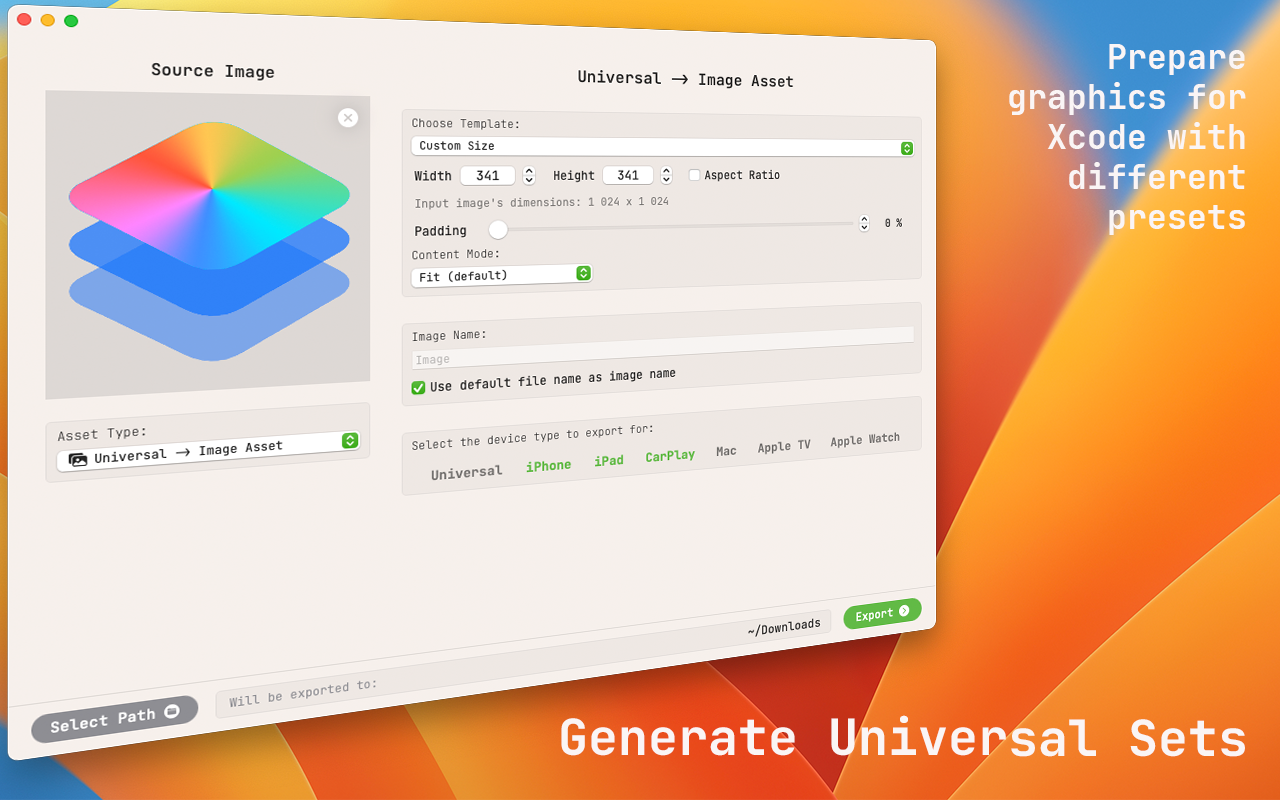 Source Image
Universal → Image Asset
Choose Template:
Custom Size
Width 341 Height 341 Aspect Ratio
Input image's dimensions: 1 024 x 1 024
Padding 0 %
Content Mode:
Fit (default)
Image Name:
Image
Use default file name as image name
Asset Type:
Universal → Image Asset
Select the device type to export for:
Universal iPhone iPad CarPlay Mac Apple TV Apple Watch
Select Path
Will be exported to: ~/Downloads
Export
Prepare
graphics for
Xcode with
different
presets
Generate Universal Sets